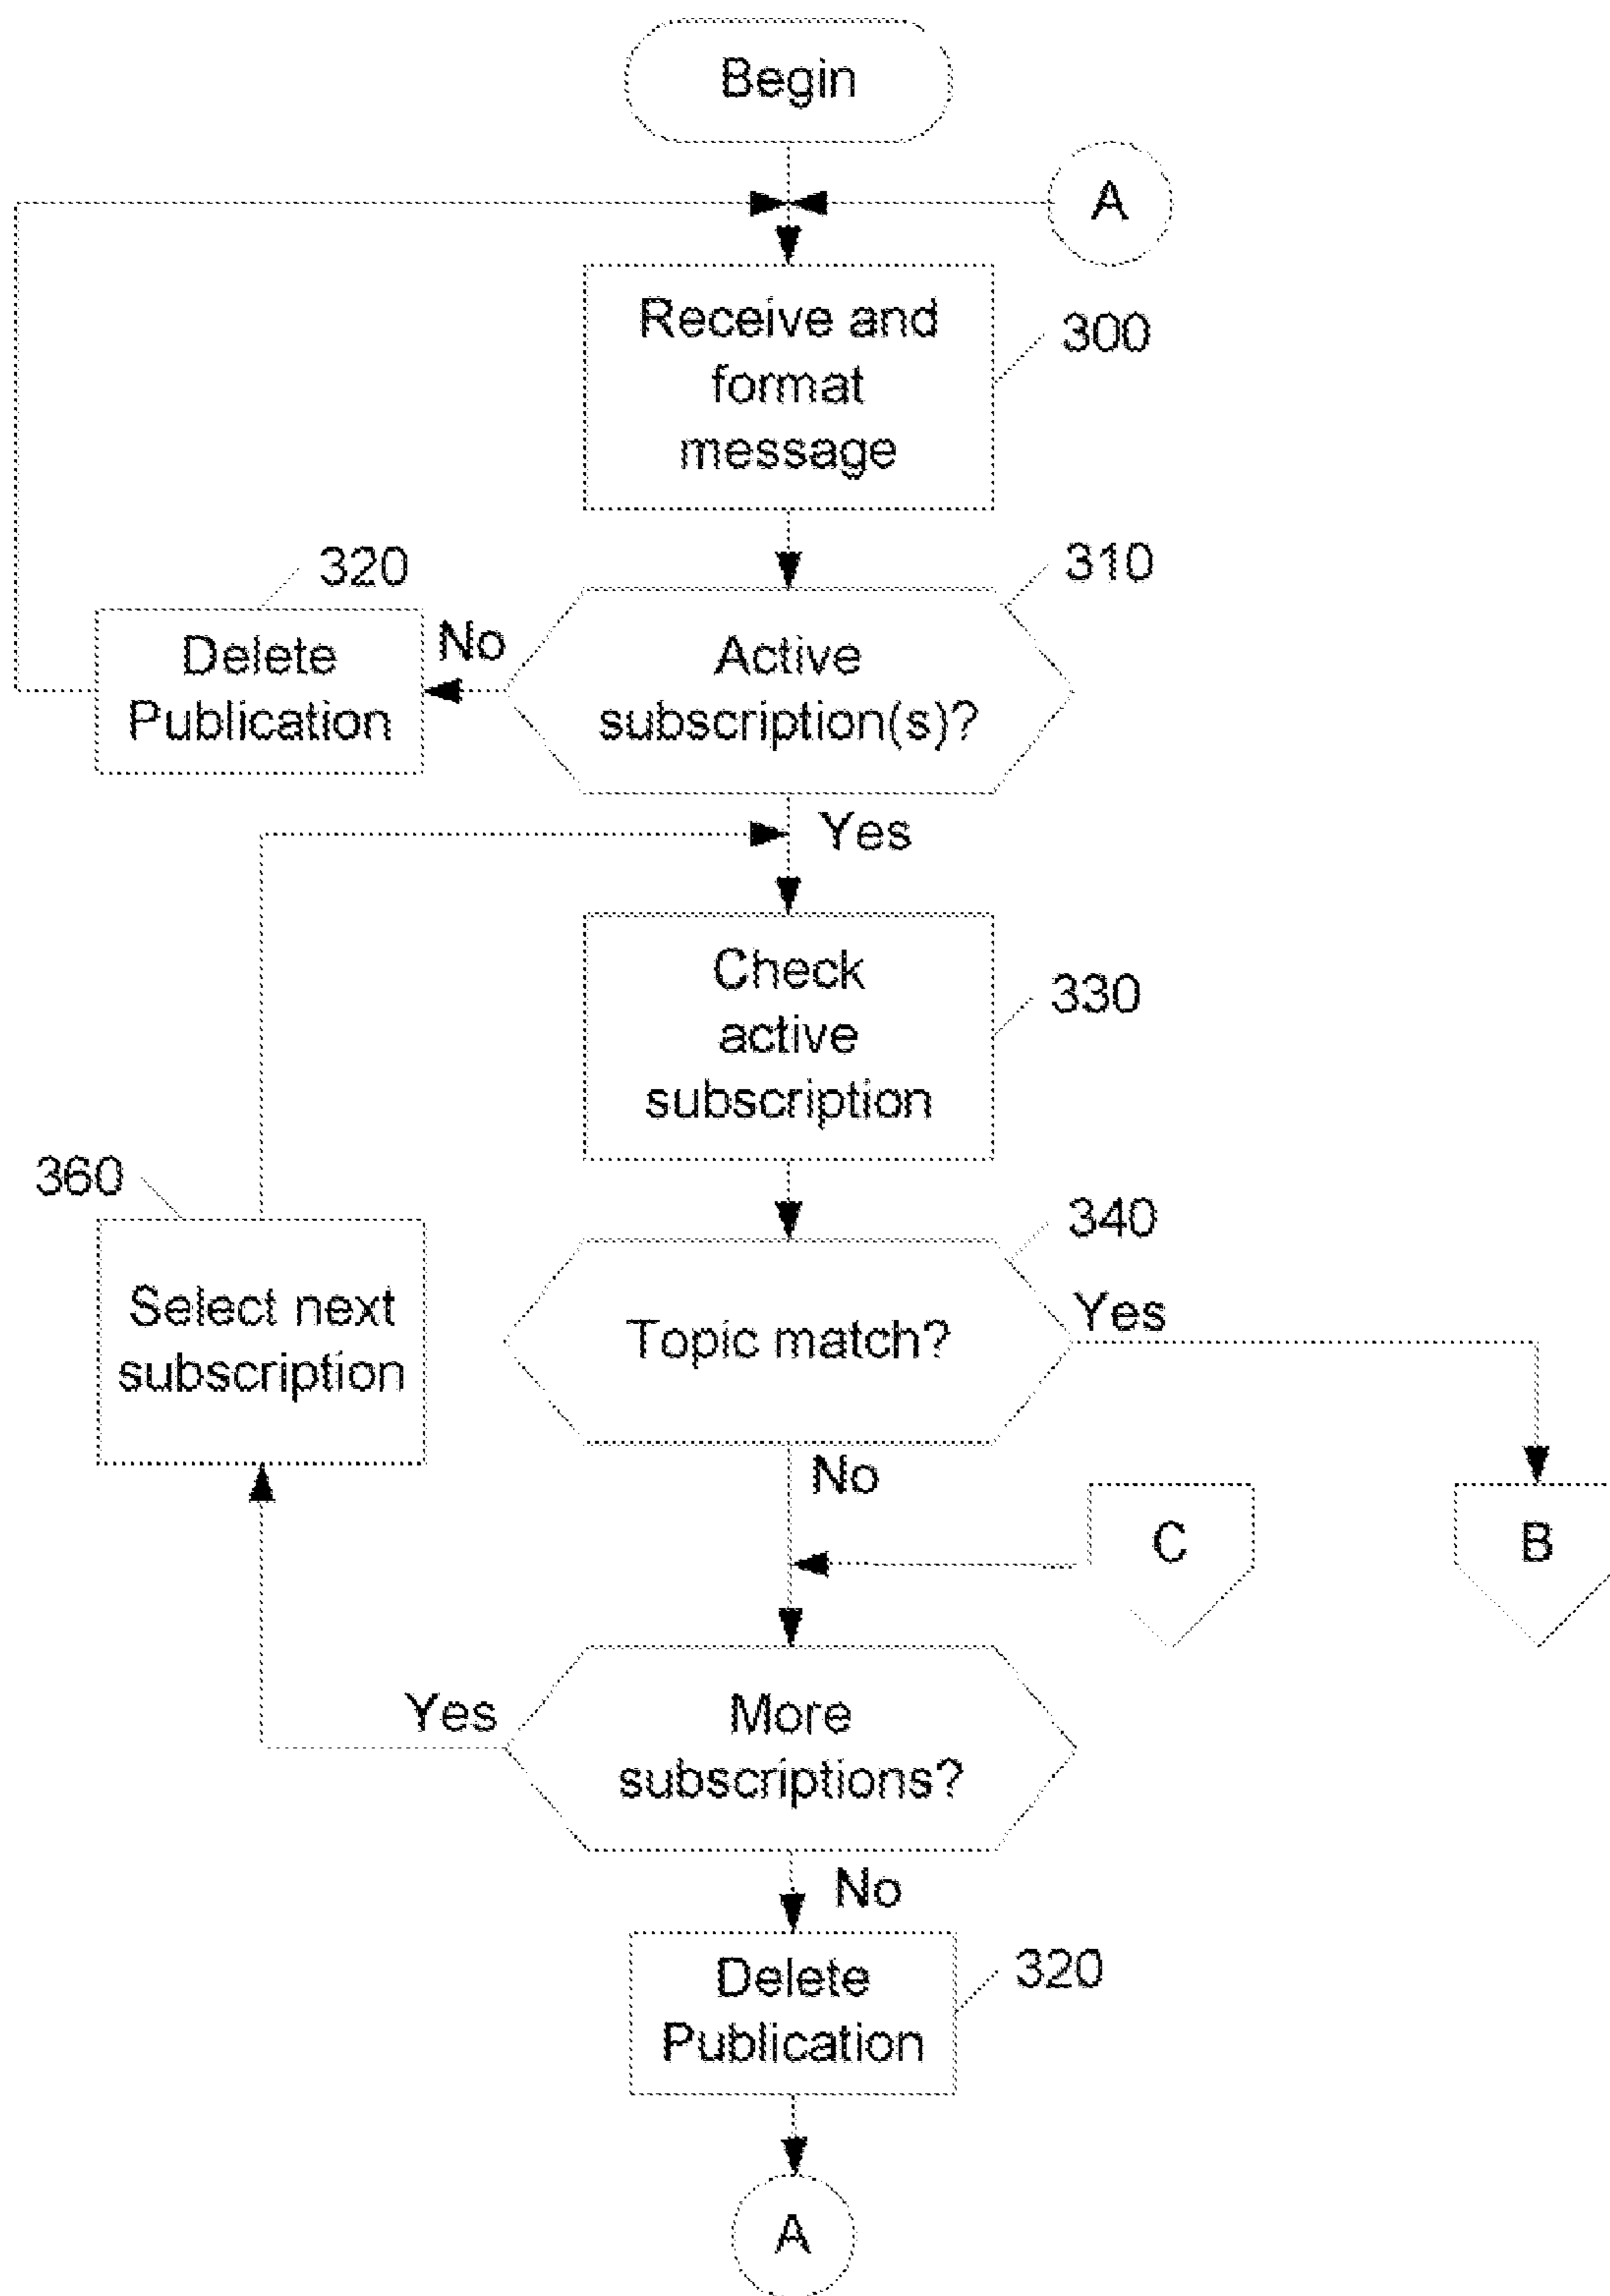 Begin
A
Receive and
format
message
300
310
320
Delete
Publication
No
Active
subscription(s)?
Yes
Check
active
subscription
330
360
340
Select next
subscription
Topic match?
Yes
No
C
B
Yes
More
subscriptions?
No
Delete
Publication
320
A